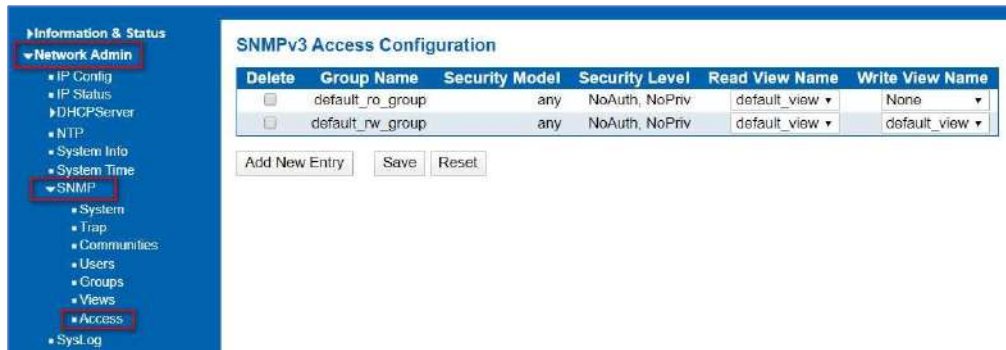 Information & Status
Network Admin
IP Config
IP Status
DHCPServer
NTP
System Info
System Time
SNMP
System
Trap
Communities
Users
Groups
Views
Access
SysLog
SNMPv3 Access Configuration
Delete Group Name Security Model Security Level Read View Name Write View Name
default_ro_group any NoAuth, NoPriv default_view None
default_rw_group any NoAuth, NoPriv default_view default_view
Add New Entry Save Reset